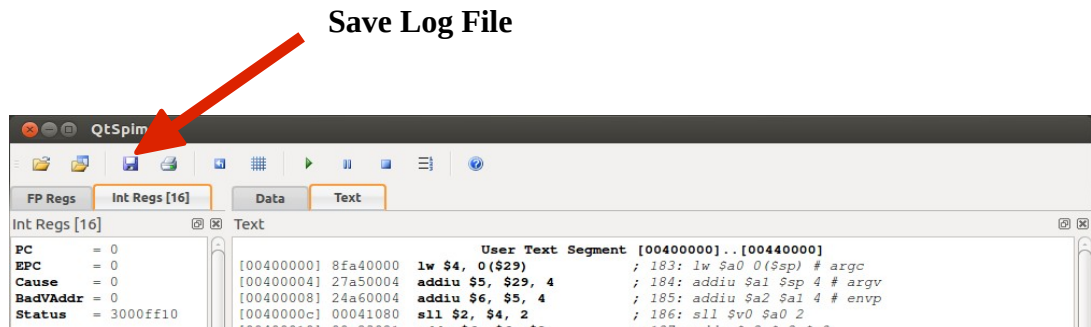 Save Log File
QtSpim
FP Regs
Int Regs [16]
Data
Text
Int Regs [16]
Text
PC = 0
EPC = 0
Cause = 0
BadVAddr = 0
Status = 3000ff10
User Text Segment [00400000]..[00440000]
[00400000] 8fa40000 lw $4, 0($29) ; 183: lw $a0 0($sp) # argc
[00400004] 27a50004 addiu $5, $29, 4 ; 184: addiu $a1 $sp 4 # argv
[00400008] 24a60004 addiu $6, $5, 4 ; 185: addiu $a2 $a1 4 # envp
[0040000c] 00041080 sll $2, $4, 2 ; 186: sll $v0 $a0 2